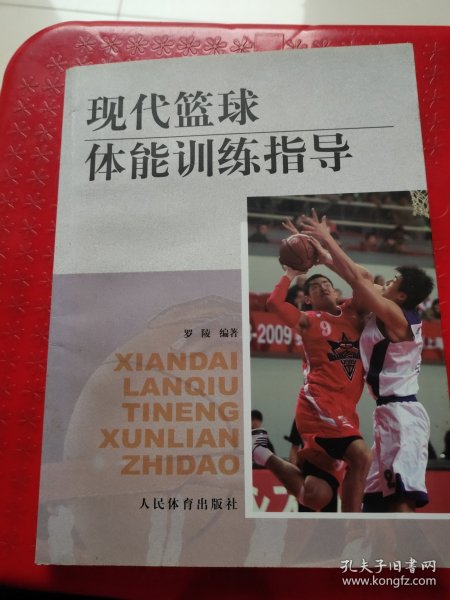 现代篮球
体能训练指导
罗陵 编著
XIANDAI
LANQIU
TINENG
XUNLIAN
ZHIDAO
人民体育出版社
-2009
9
孔夫子旧书网
www.kongfz.com